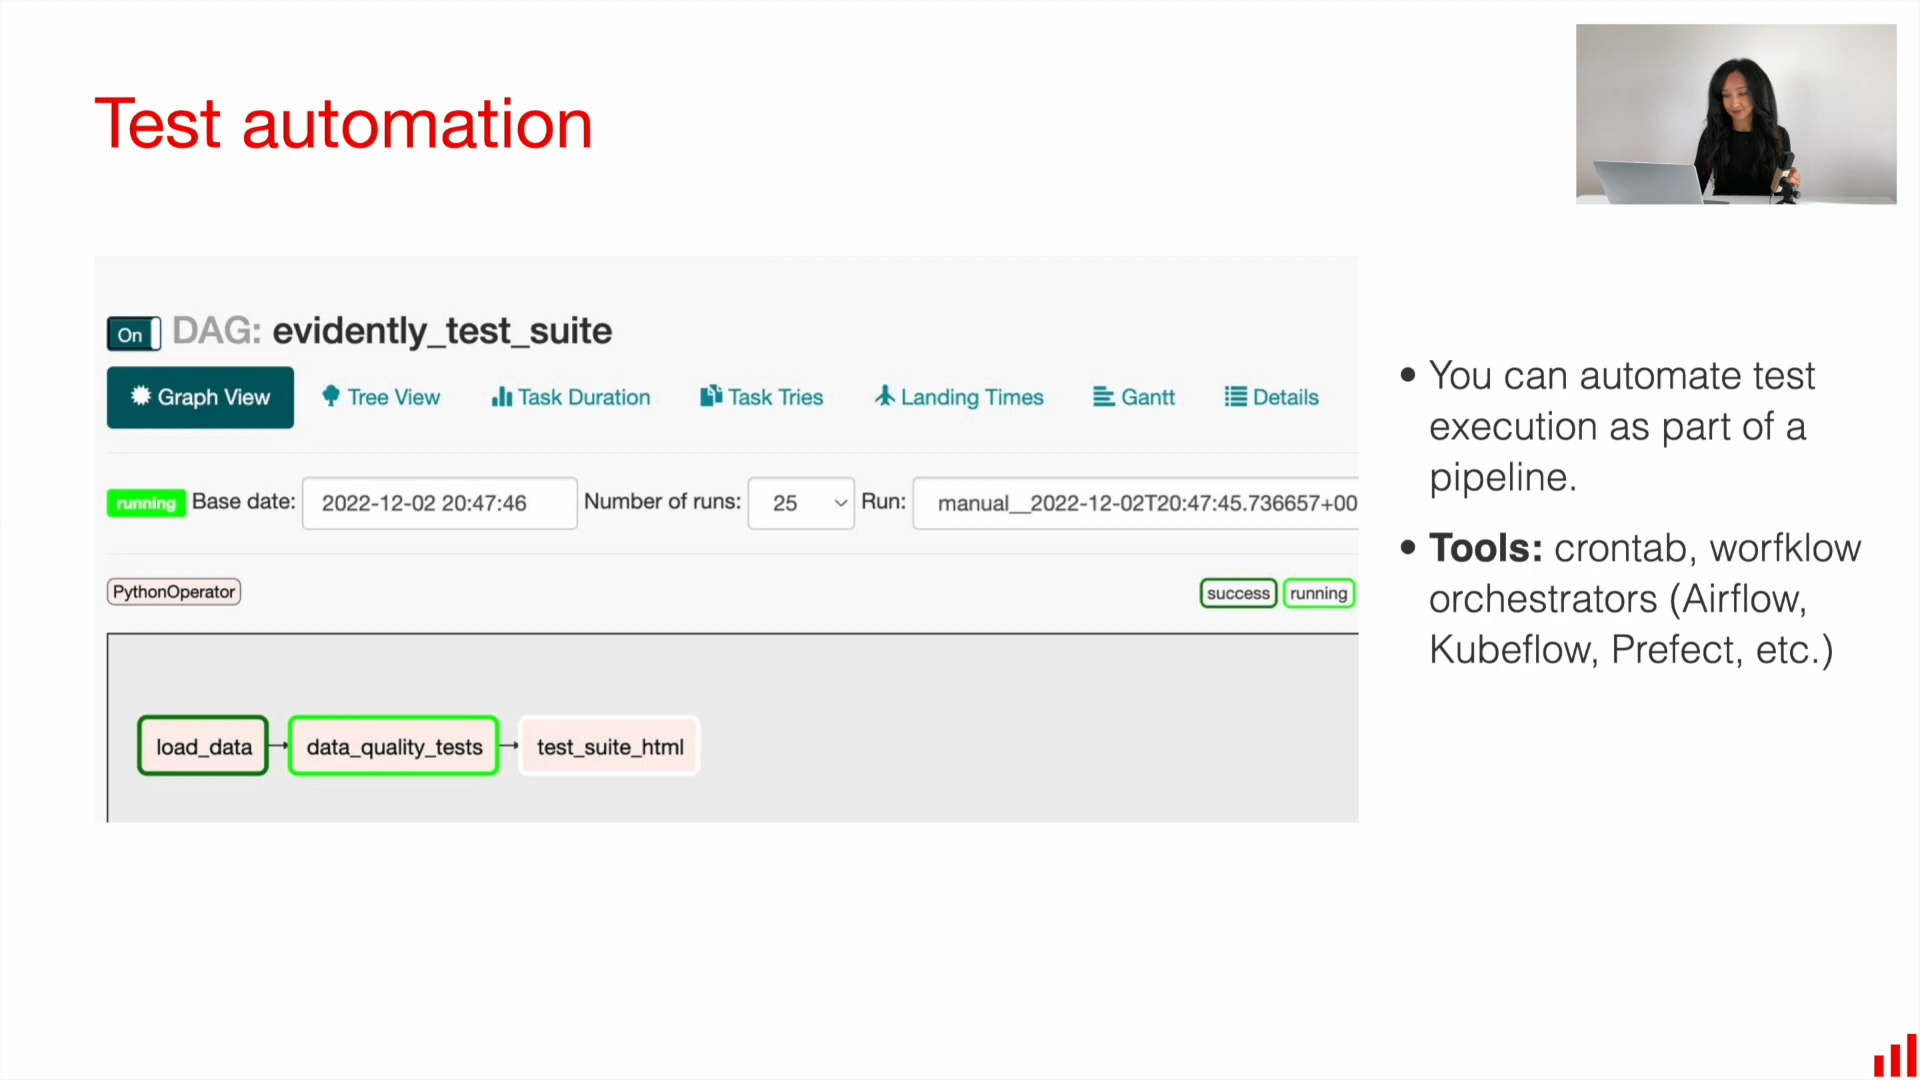 Test automation
On DAG: evidently_test_suite
Graph View Tree View Task Duration Task Tries Landing Times Gantt Details
running Base date: 2022-12-02 20:47:46 Number of runs: 25 Run: manual__2022-12-02T20:47:45.736657+00
PythonOperator success running
load_data data_quality_tests test_suite_html
• You can automate test
execution as part of a
pipeline.
• Tools: crontab, worfklow
orchestrators (Airflow,
Kubeflow, Prefect, etc.)